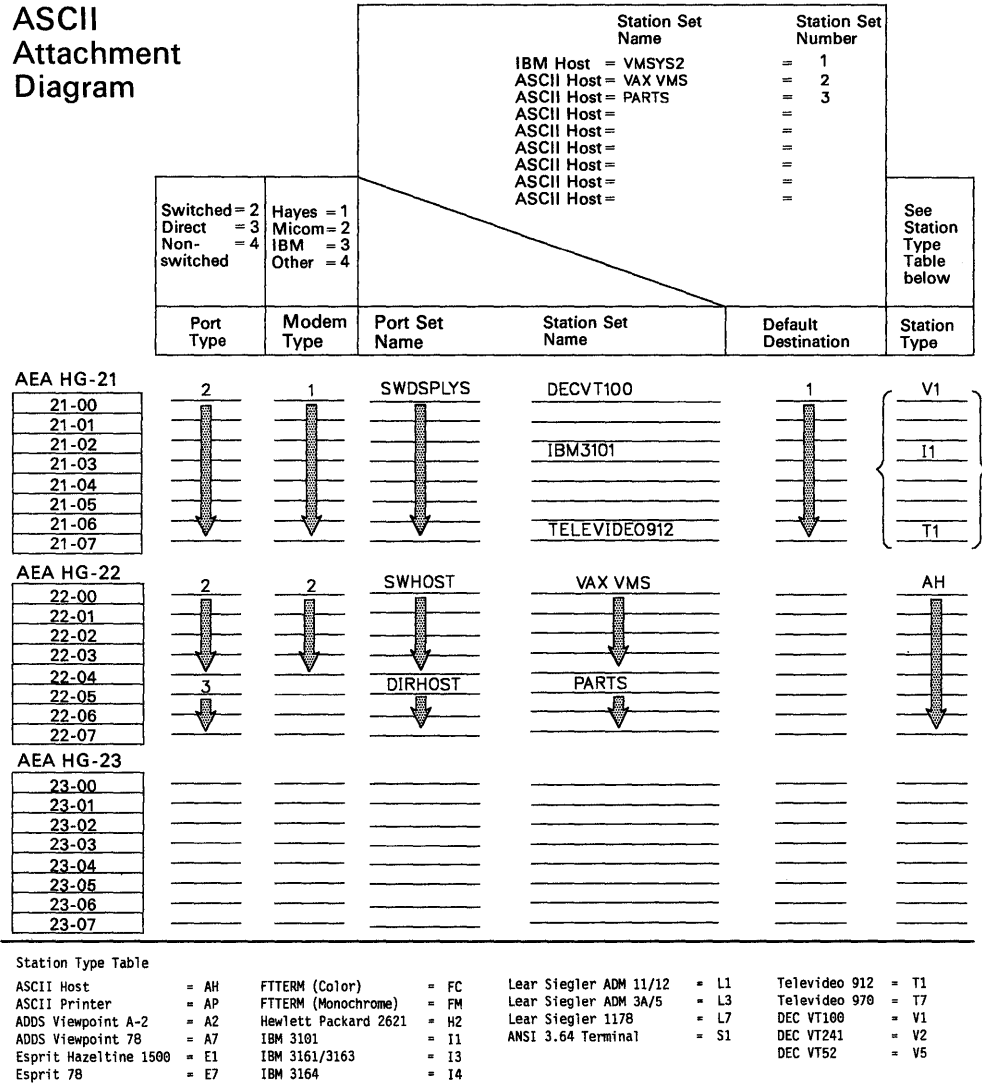 ASCII
Attachment
Diagram
Station Set Name Station Set Number
IBM Host = VMSYS2 = 1
ASCII Host = VAX VMS = 2
ASCII Host = PARTS = 3
ASCII Host = =
ASCII Host = =
ASCII Host = =
ASCII Host = =
ASCII Host = =
ASCII Host = =
Switched = 2
Direct = 3
Non- = 4
switched
Hayes = 1
Micom = 2
IBM = 3
Other = 4
See
Station
Type
Table
below
Port Type Modem Type Port Set Name Station Set Name Default Destination Station Type
AEA HG-21
21-00 2 1 SWDSPLYS DECVT100 1 V1
21-01
21-02
21-03 IBM3101 I1
21-04
21-05
21-06
21-07 TELEVIDEO912 T1
AEA HG-22
22-00 2 2 SWHOST VAX VMS AH
22-01
22-02
22-03
22-04
22-05 3 DIRHOST PARTS
22-06
22-07
AEA HG-23
23-00
23-01
23-02
23-03
23-04
23-05
23-06
23-07
Station Type Table
ASCII Host = AH FTTERM (Color) = FC Lear Siegler ADM 11/12 = L1 Televideo 912 = T1
ASCII Printer = AP FTTERM (Monochrome) = FM Lear Siegler ADM 3A/5 = L3 Televideo 970 = T7
ADDS Viewpoint A-2 = A2 Hewlett Packard 2621 = H2 Lear Siegler 1178 = L7 DEC VT100 = V1
ADDS Viewpoint 78 = A7 IBM 3101 = I1 ANSI 3.64 Terminal = S1 DEC VT241 = V2
Esprit Hazeltine 1500 = E1 IBM 3161/3163 = I3 DEC VT52 = V5
Esprit 78 = E7 IBM 3164 = I4